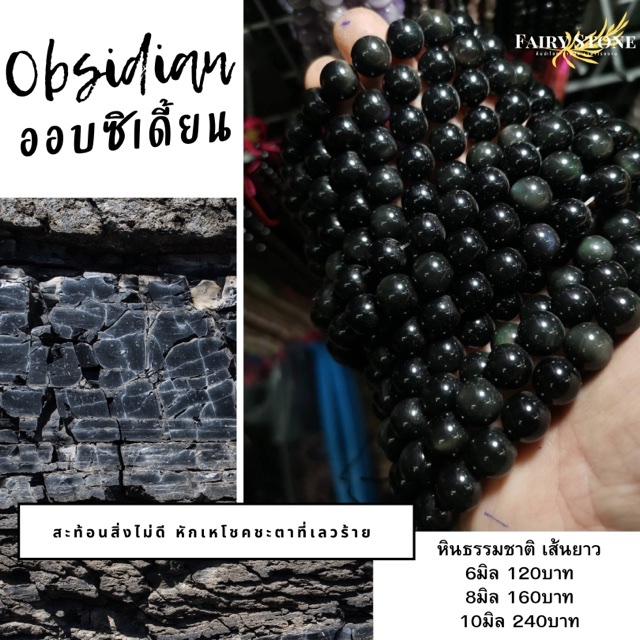 Obsidian
ออบซิเดี้ยน
FAIRY STONE
สะท้อนสิ่งไม่ดี หักเหโชคชะตาที่เลวร้าย
หินธรรมชาติ เส้นยาว
6มิล 120บาท
8มิล 160บาท
10มิล 240บาท